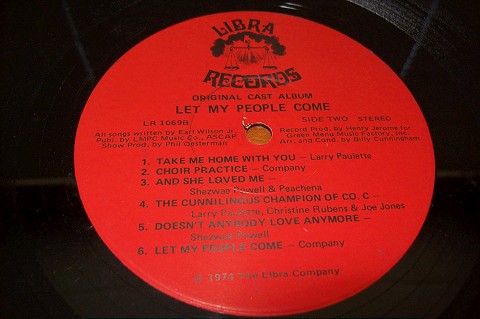 LIBRA
RECORDS
ORIGINAL CAST ALBUM
LET MY PEOPLE COME
LR 1069B
SIDE TWO STEREO
All songs written by Earl Wilson Jr.
Publ. by LMPC Music Co., ASCAP
Show Prod. by Phil Oesterman
Record Prod. by Henry Jerome for
Green Menu Music Factory, Inc.
Arr. and Cond. by Billy Cunningham
1. TAKE ME HOME WITH YOU — Larry Paulette
2. CHOIR PRACTICE — Company
3. AND SHE LOVED ME —
Shezwae Powell & Peachena
4. THE CUNNILINGUS CHAMPION OF CO. C —
Larry Paulette, Christine Rubens & Joe Jones
5. DOESN'T ANYBODY LOVE ANYMORE —
Shezwae Powell
6. LET MY PEOPLE COME — Company
℗ 1974 The Libra Company